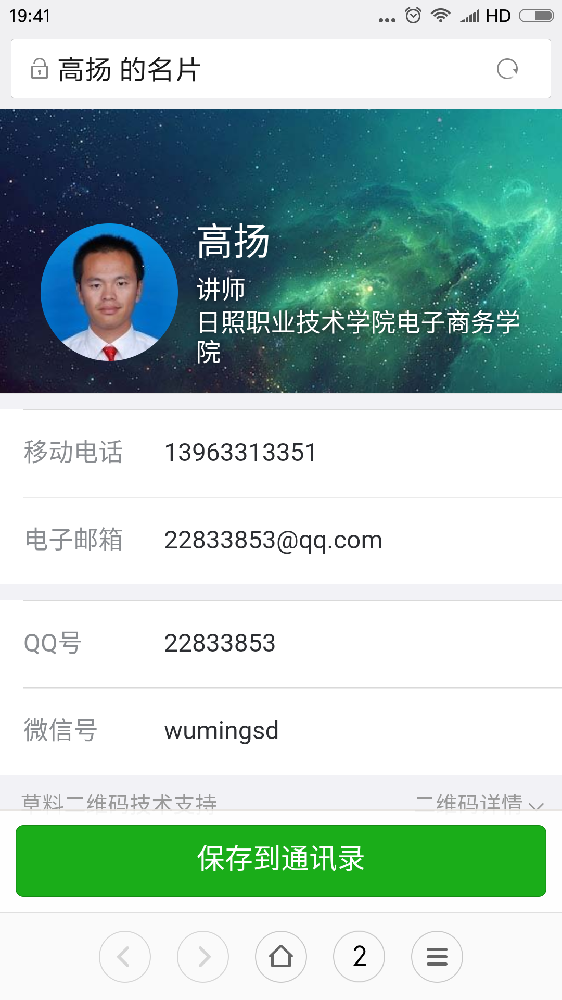 19:41
HD
高扬 的名片
高扬
讲师
日照职业技术学院电子商务学
院
移动电话 13963313351
电子邮箱 22833853@qq.com
QQ号 22833853
微信号 wumingsd
草料二维码技术支持 二维码详情
保存到通讯录
2